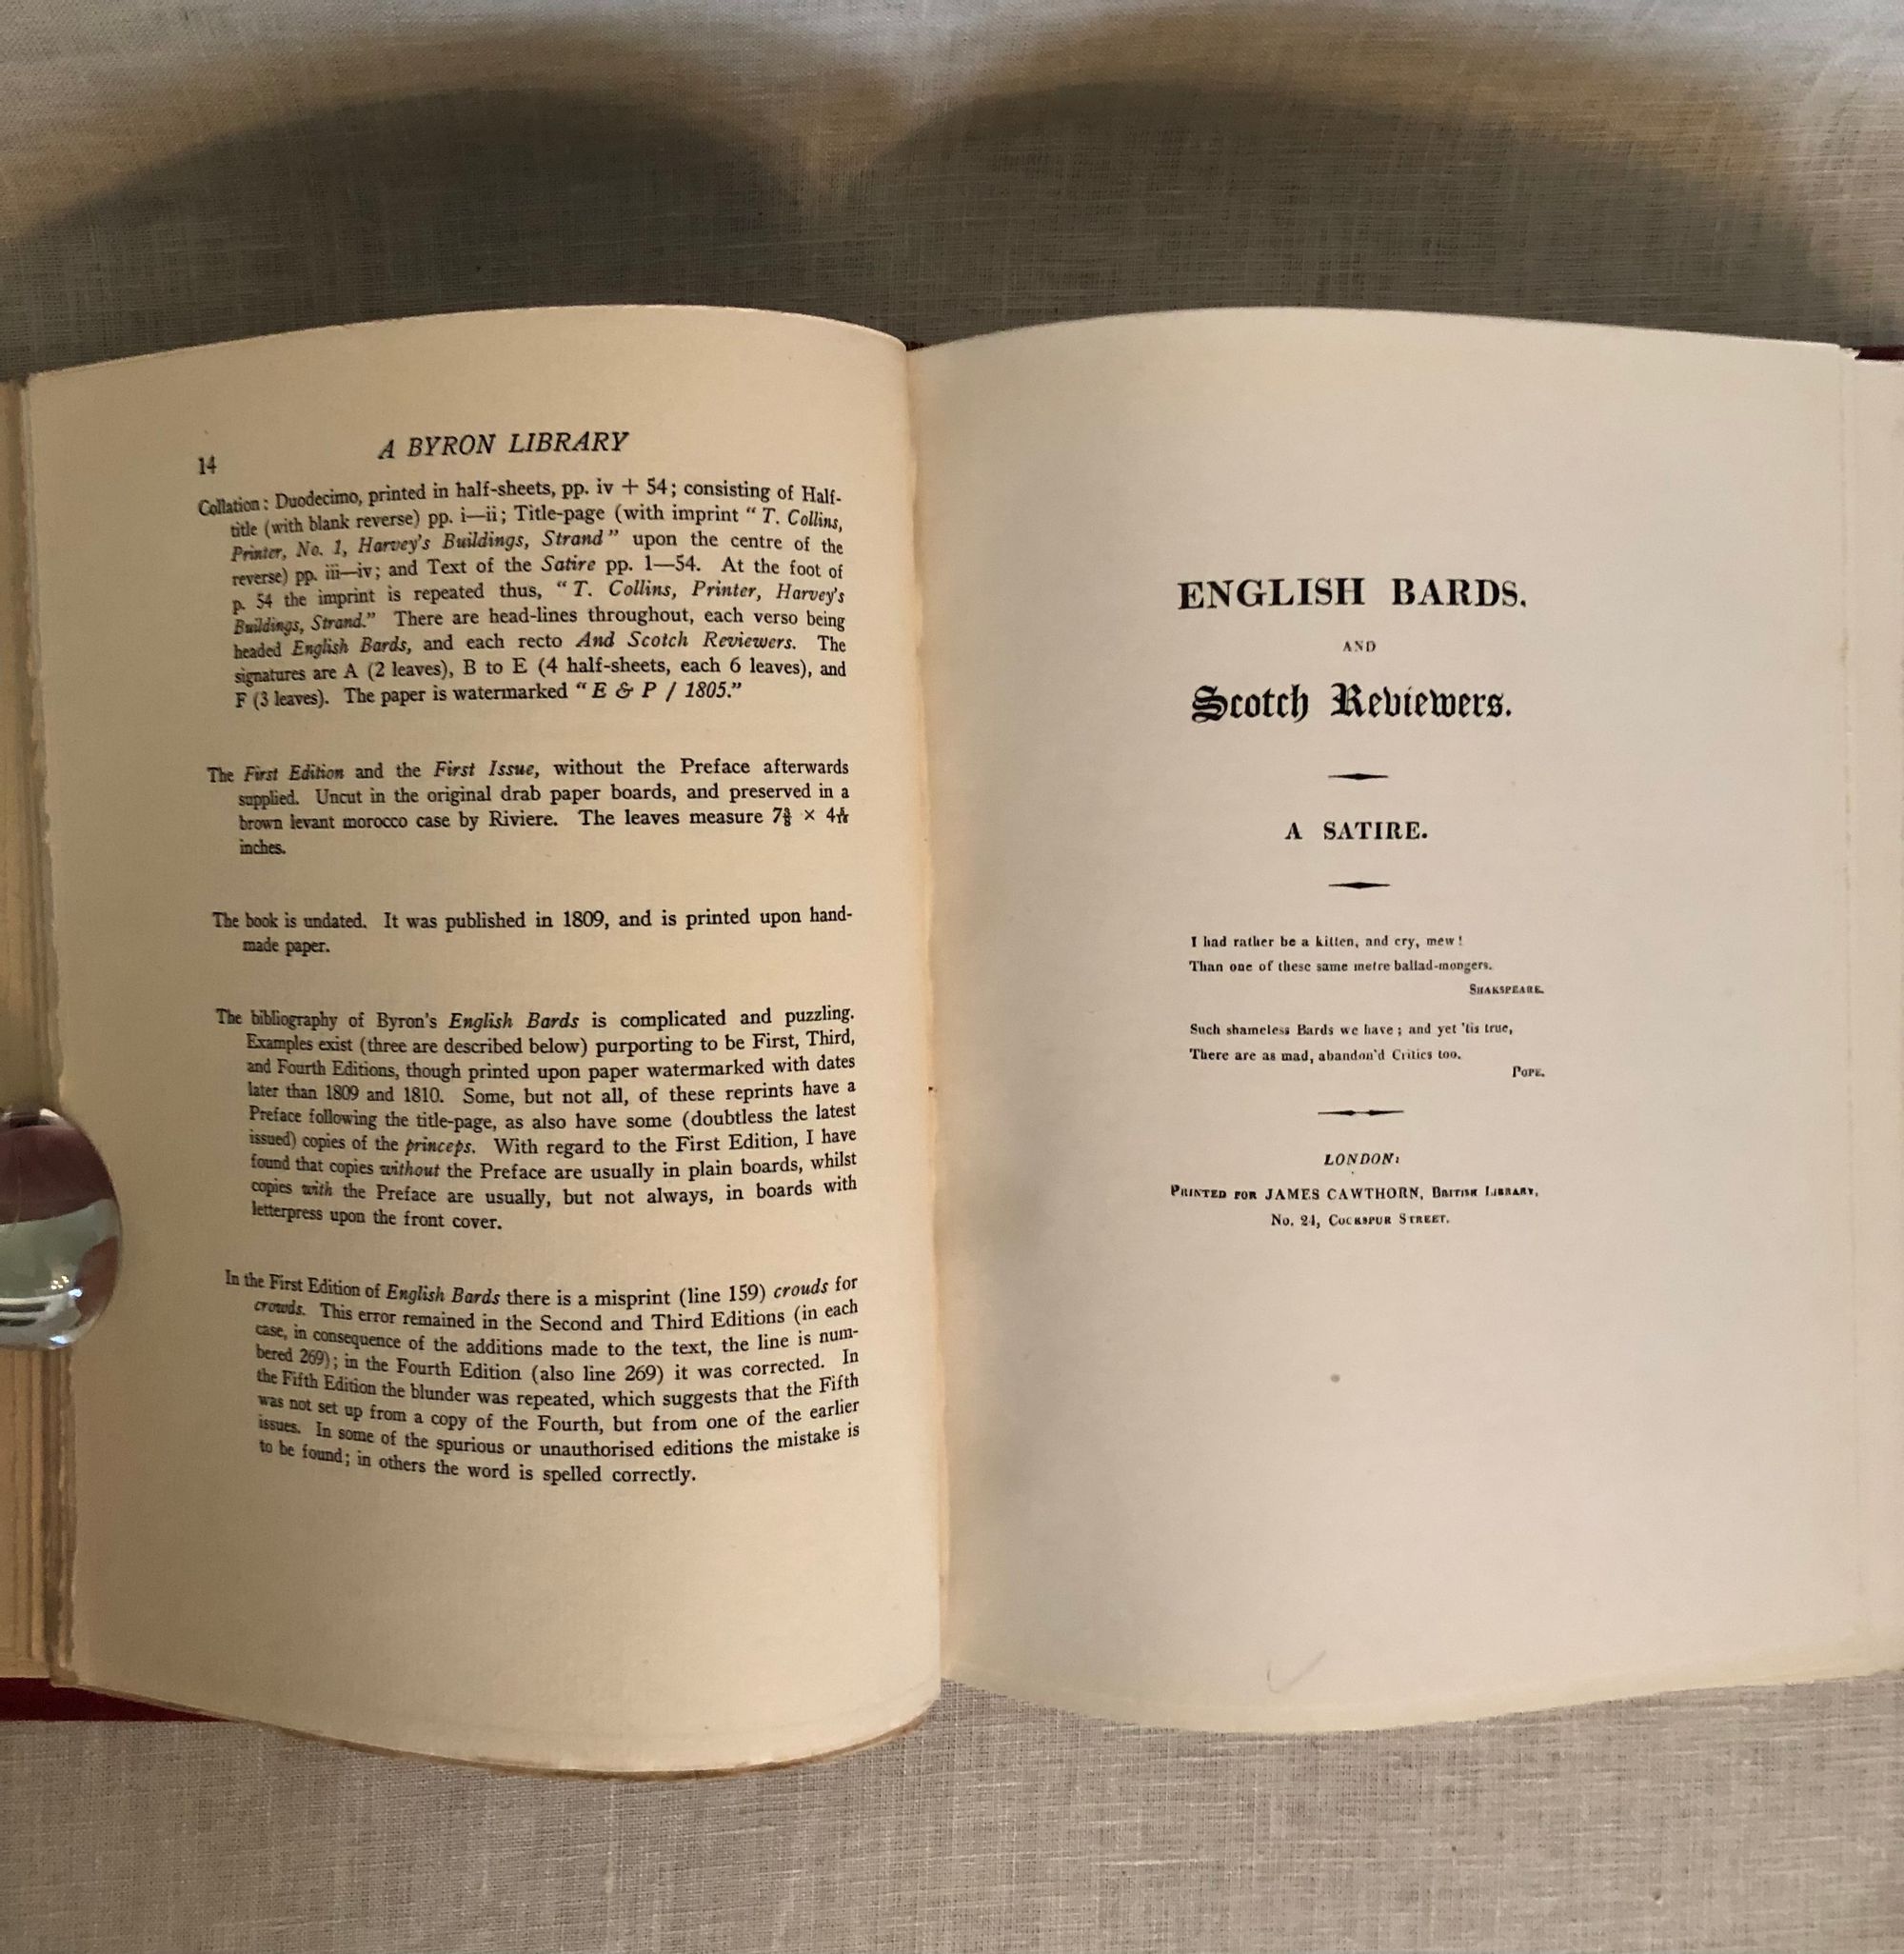 14
A BYRON LIBRARY
Collation: Duodecimo, printed in half-sheets, pp. iv + 54; consisting of Half-
title (with blank reverse) pp. i—ii; Title-page (with imprint “T. Collins,
Printer, No. 1, Harvey's Buildings, Strand” upon the centre of the
reverse) pp. iii—iv; and Text of the Satire pp. 1—54. At the foot of
p. 54 the imprint is repeated thus, “T. Collins, Printer, Harvey's
Buildings, Strand.” There are head-lines throughout, each verso being
headed English Bards, and each recto And Scotch Reviewers. The
signatures are A (2 leaves), B to E (4 half-sheets, each 6 leaves), and
F (3 leaves). The paper is watermarked “E & P / 1805.”
The First Edition and the First Issue, without the Preface afterwards
supplied. Uncut in the original drab paper boards, and preserved in a
brown levant morocco case by Riviere. The leaves measure ×
inches.
The book is undated. It was published in 1809, and is printed upon hand-
made paper.
The bibliography of Byron's English Bards is complicated and puzzling.
Examples exist (three are described below) purporting to be First, Third,
and Fourth Editions, though printed upon paper watermarked with dates
later than 1809 and 1810. Some, but not all, of these reprints have a
Preface following the title-page, as also have some (doubtless the latest
issued) copies of the princeps. With regard to the First Edition, I have
found that copies without the Preface are usually in plain boards, whilst
copies with the Preface are usually, but not always, in boards with
letterpress upon the front cover.
In the First Edition of English Bards there is a misprint (line 159) crouds for
crowds. This error remained in the Second and Third Editions (in each
case, in consequence of the additions made to the text, the line is num-
bered 269); in the Fourth Edition (also line 269) it was corrected. In
the Fifth Edition the blunder was repeated, which suggests that the Fifth
was not set up from a copy of the Fourth, but from one of the earlier
issues. In some of the spurious or unauthorised editions the mistake is
to be found; in others the word is spelled correctly.
ENGLISH BARDS,
AND
Scotch Reviewers.
A SATIRE.
I had rather be a kitten, and cry, mew!
Than one of these same metre ballad-mongers.
SHAKSPEARE.
Such shameless Bards we have; and yet 'tis true,
There are as mad, abandon'd Critics too.
POPE.
LONDON:
PRINTED FOR JAMES CAWTHORN, BRITISH LIBRARY,
No. 24, COCKSPUR STREET.